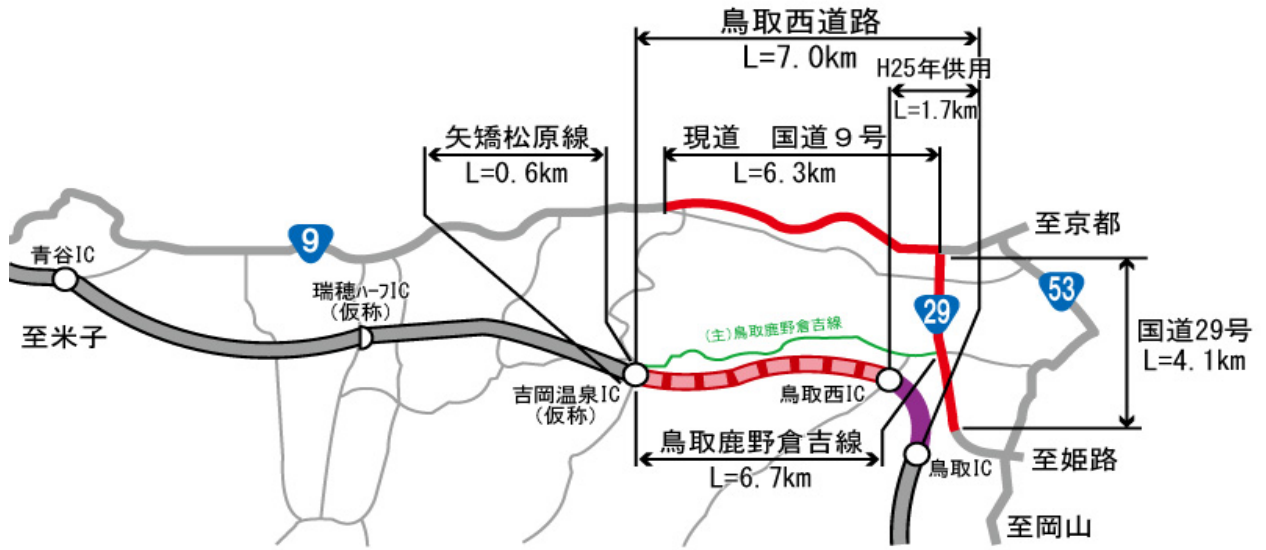 鳥取西道路
L=7.0km
H25年供用
L=1.7km
矢矯松原線
L=0.6km
現道　国道９号
L=6.3km
至京都
9
青谷IC
瑞穂ﾊｰﾌIC
（仮称）
53
29
国道29号
L=4.1km
至米子
(主)鳥取鹿野倉吉線
吉岡温泉IC
（仮称）
鳥取西IC
鳥取鹿野倉吉線
L=6.7km
鳥取IC
至姫路
至岡山